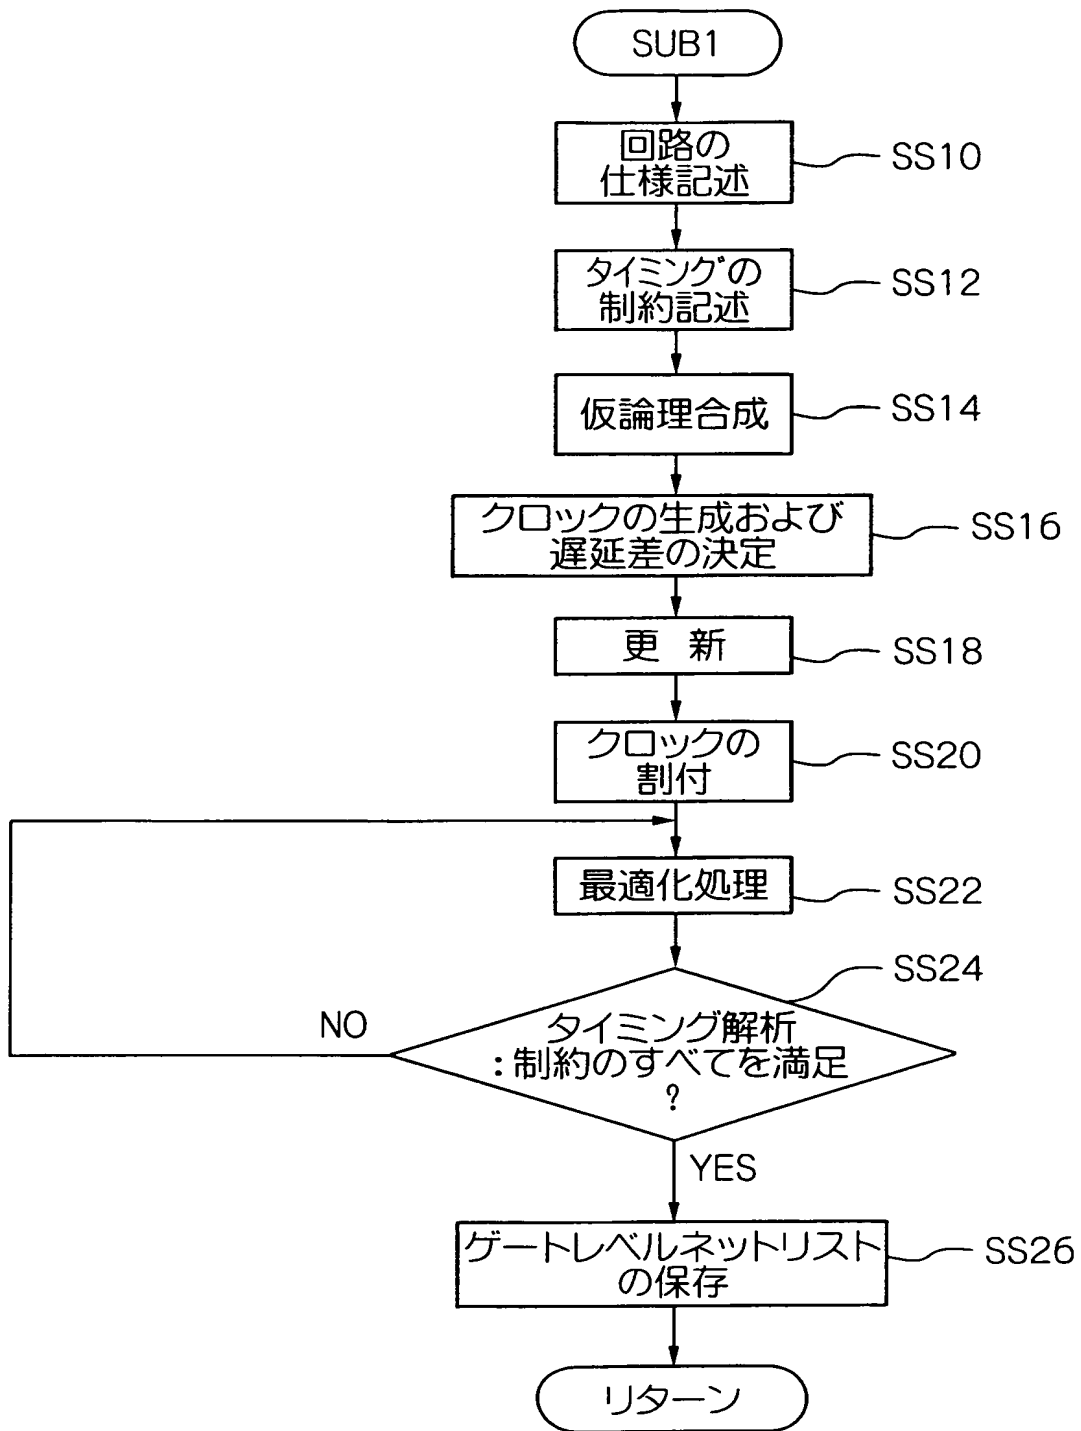 SUB1
回路の
仕様記述
SS10
タイミングの
制約記述
SS12
仮論理合成
SS14
クロックの生成および
遅延差の決定
SS16
更 新
SS18
クロックの
割付
SS20
最適化処理
SS22
SS24
NO
タイミング解析
:制約のすべてを満足
?
YES
ゲートレベルネットリスト
の保存
SS26
リターン